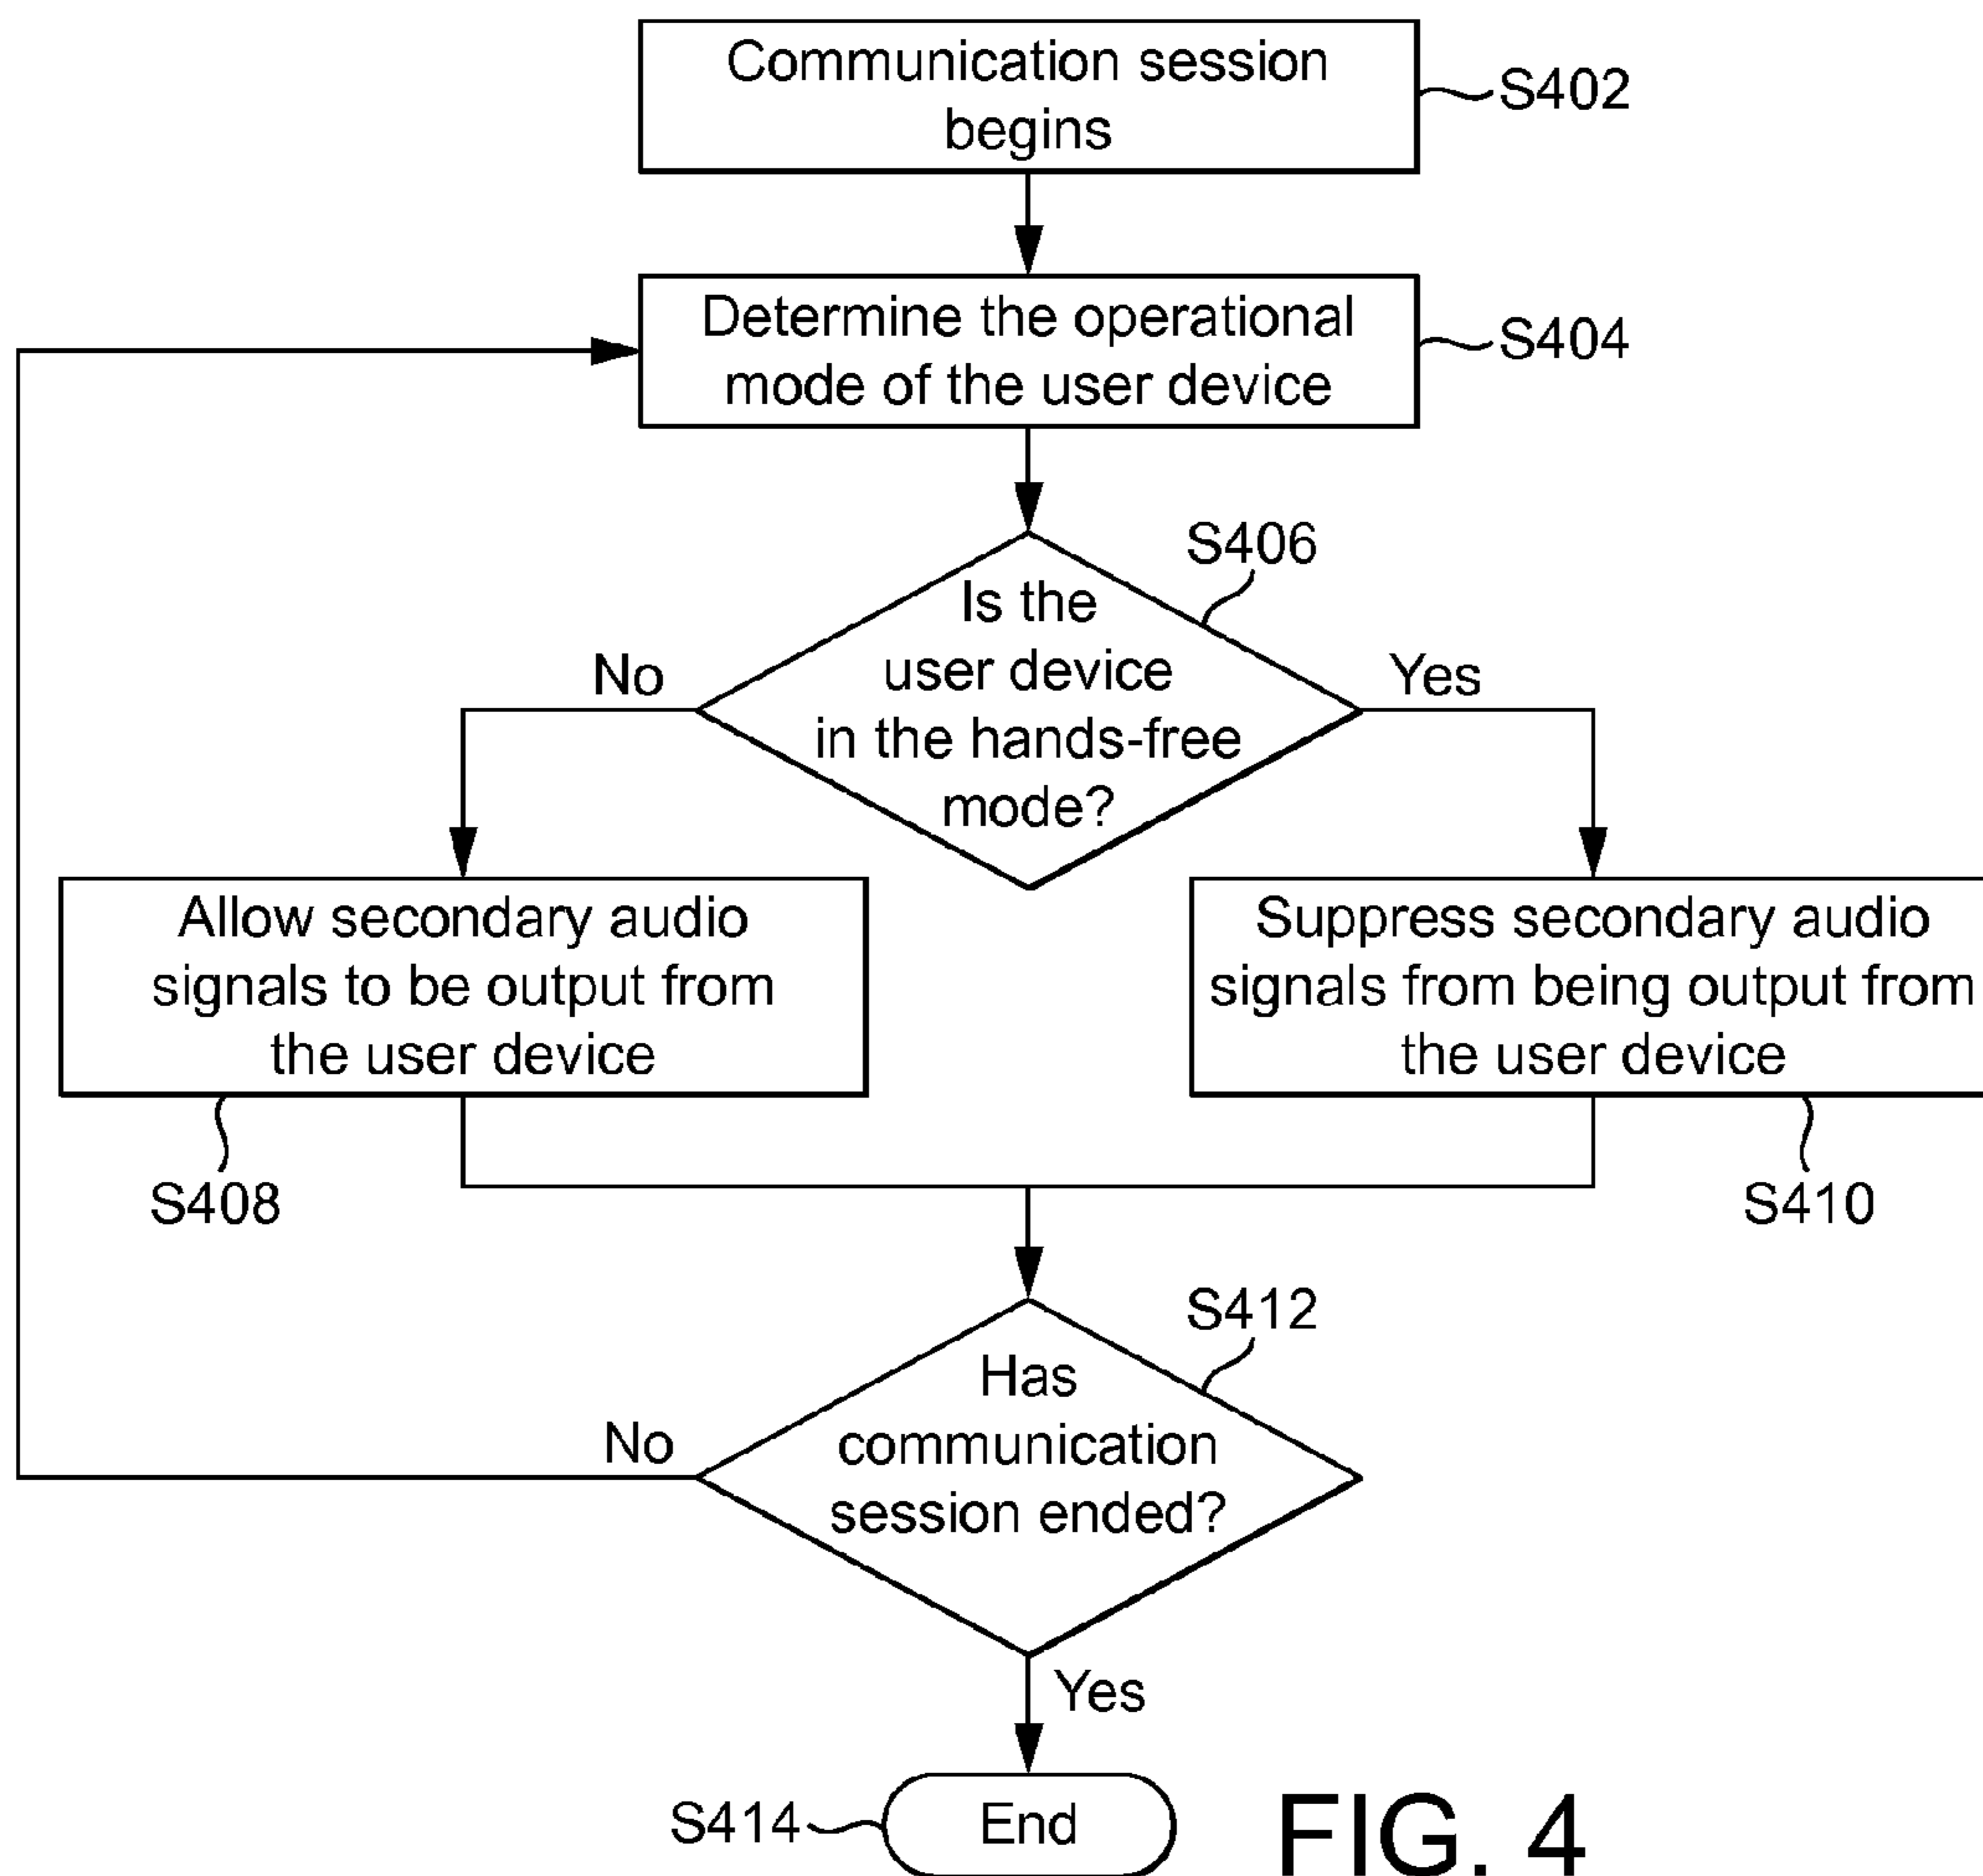 Communication session
begins
S402
Determine the operational
mode of the user device
S404
S406
Is the
user device
in the hands-free
mode?
No
Yes
Allow secondary audio
signals to be output from
the user device
S408
Suppress secondary audio
signals from being output from
the user device
S410
S412
Has
communication
session ended?
No
Yes
S414
End
FIG. 4